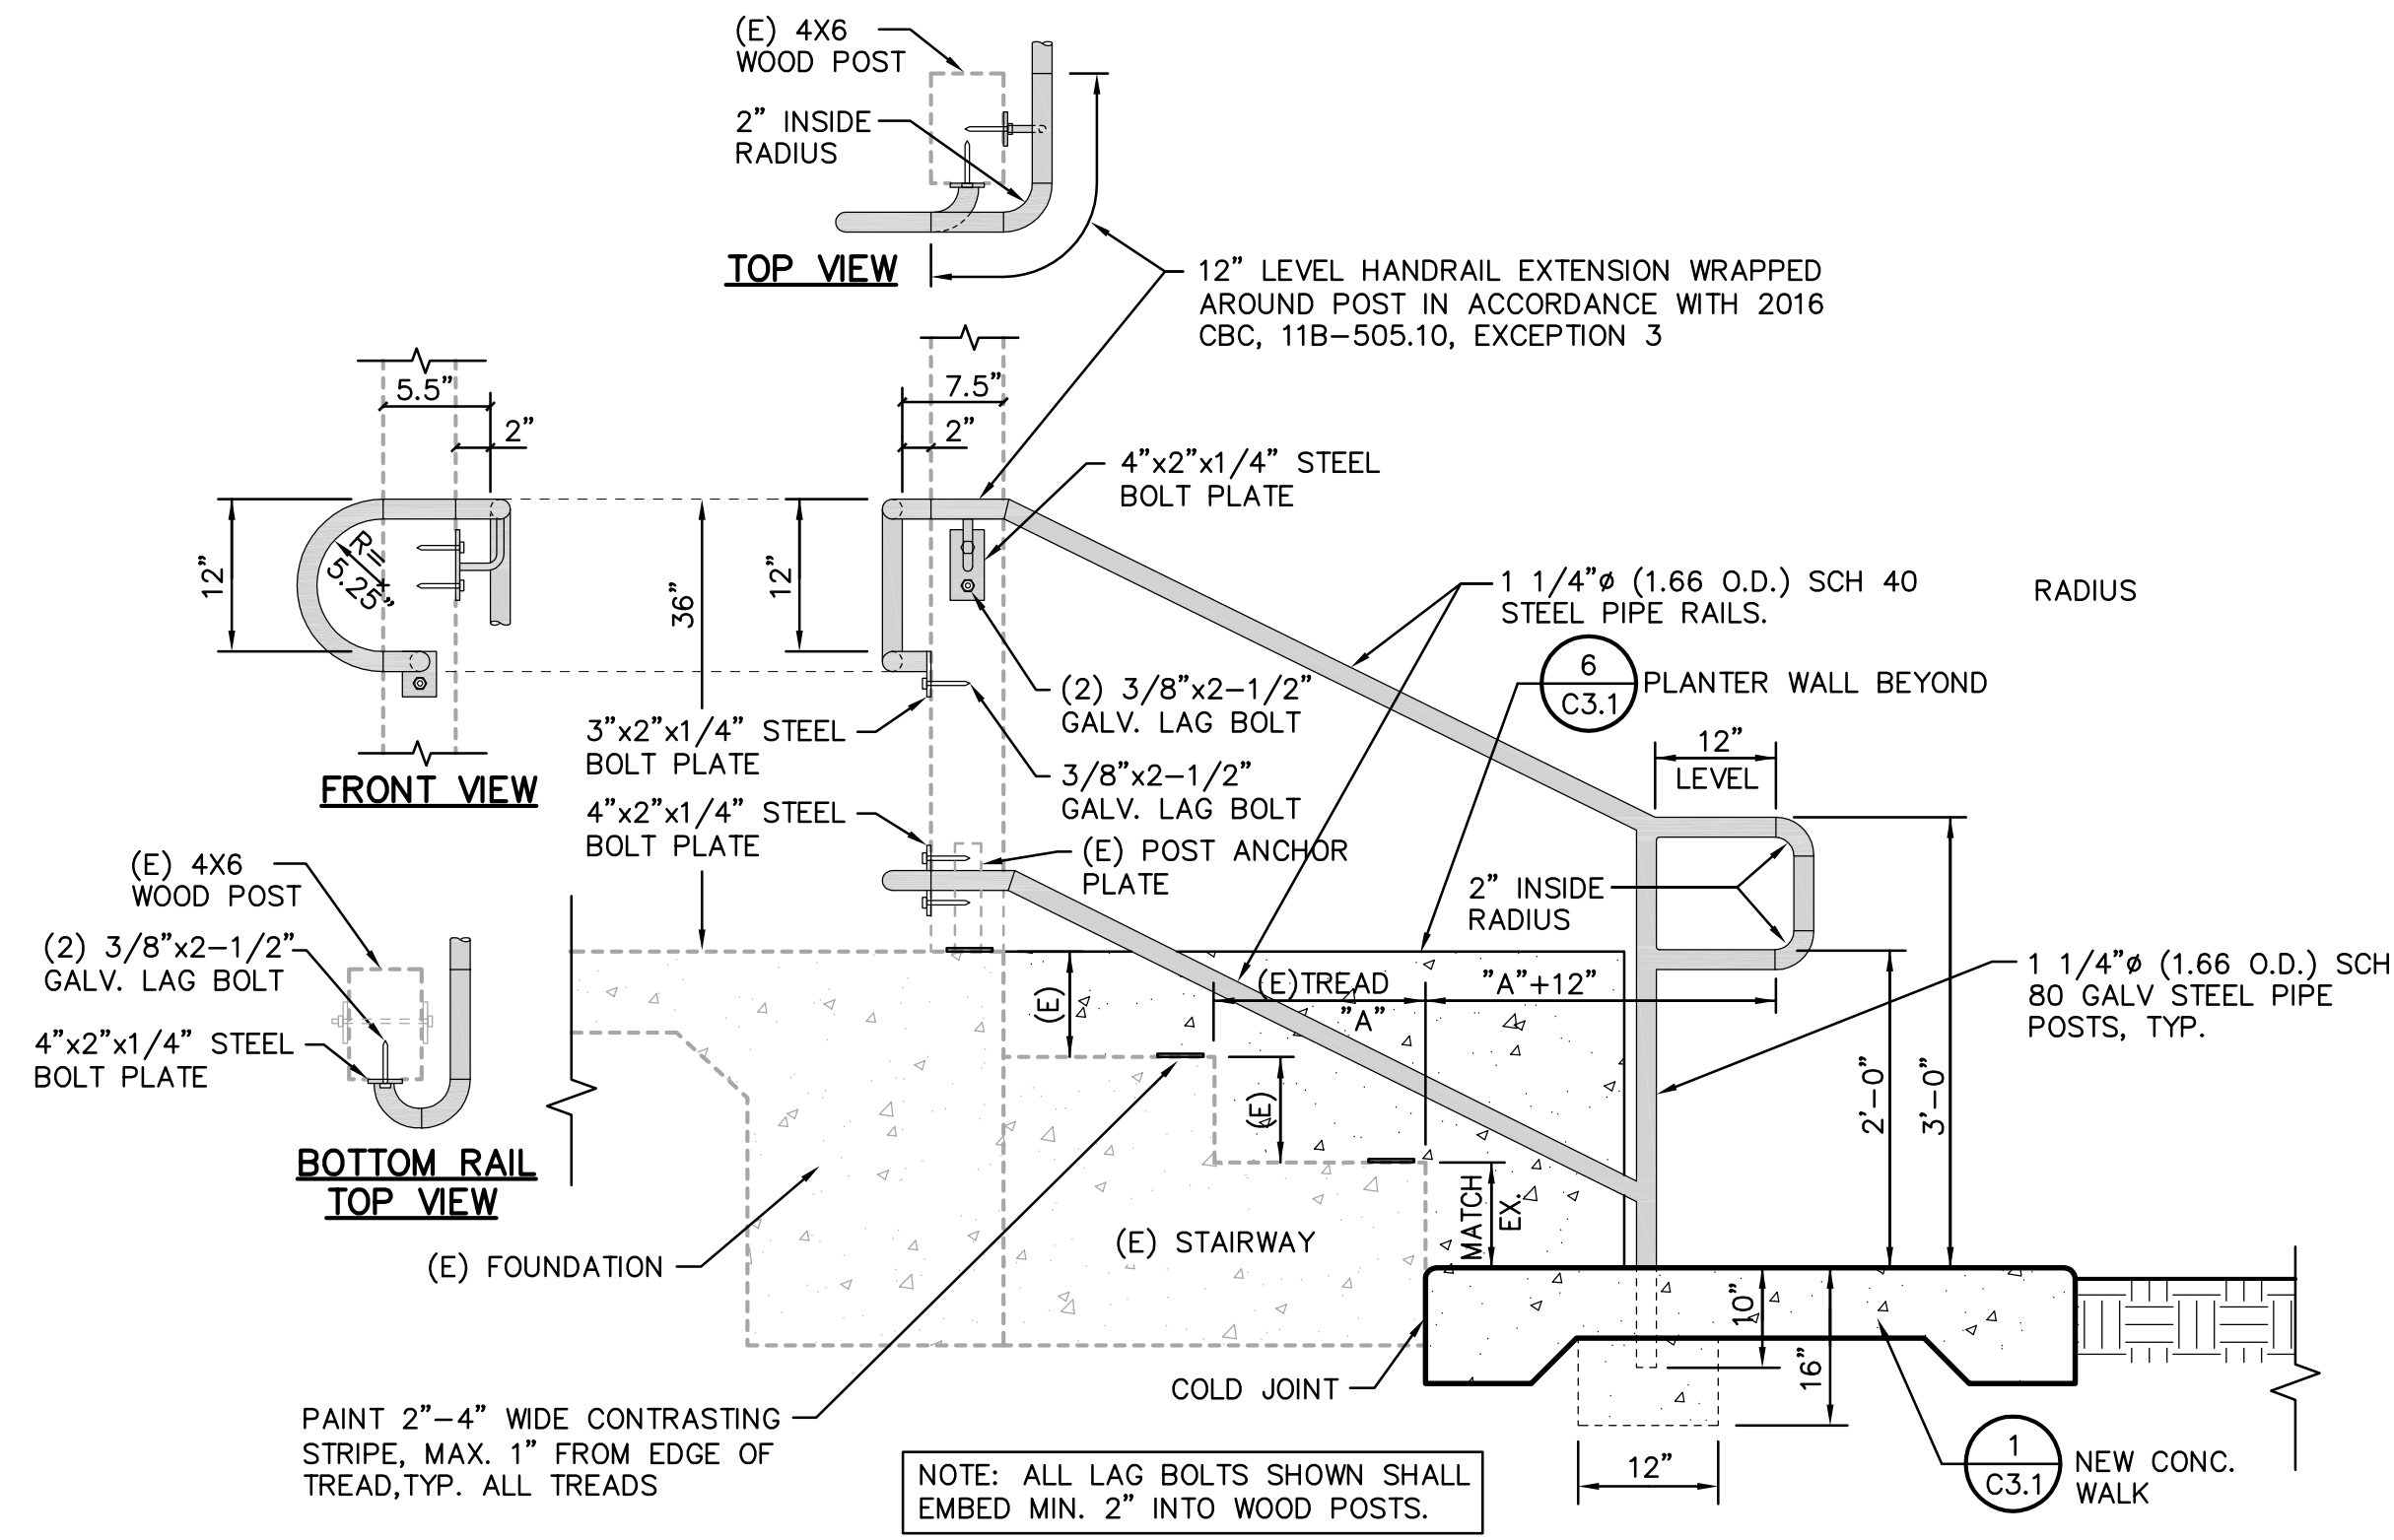 (E) 4X6
WOOD POST
2" INSIDE
RADIUS
TOP VIEW
12" LEVEL HANDRAIL EXTENSION WRAPPED
AROUND POST IN ACCORDANCE WITH 2016
CBC, 11B-505.10, EXCEPTION 3
5.5"
2"
12"
R=
5.25"
FRONT VIEW
36"
7.5"
2"
12"
4"x2"x1/4" STEEL
BOLT PLATE
1 1/4"ø (1.66 O.D.) SCH 40
STEEL PIPE RAILS.
RADIUS
6
C3.1
PLANTER WALL BEYOND
(2) 3/8"x2-1/2"
GALV. LAG BOLT
3"x2"x1/4" STEEL
BOLT PLATE
3/8"x2-1/2"
GALV. LAG BOLT
4"x2"x1/4" STEEL
BOLT PLATE
(E) POST ANCHOR
PLATE
12"
LEVEL
2" INSIDE
RADIUS
(E) 4X6
WOOD POST
(2) 3/8"x2-1/2"
GALV. LAG BOLT
4"x2"x1/4" STEEL
BOLT PLATE
BOTTOM RAIL
TOP VIEW
(E)
(E)TREAD
"A"
"A"+12"
(E)
1 1/4"ø (1.66 O.D.) SCH
80 GALV STEEL PIPE
POSTS, TYP.
2'-0"
3'-0"
MATCH
EX.
(E) STAIRWAY
(E) FOUNDATION
10"
16"
COLD JOINT
12"
PAINT 2"-4" WIDE CONTRASTING
STRIPE, MAX. 1" FROM EDGE OF
TREAD,TYP. ALL TREADS
NOTE: ALL LAG BOLTS SHOWN SHALL
EMBED MIN. 2" INTO WOOD POSTS.
1
C3.1
NEW CONC.
WALK